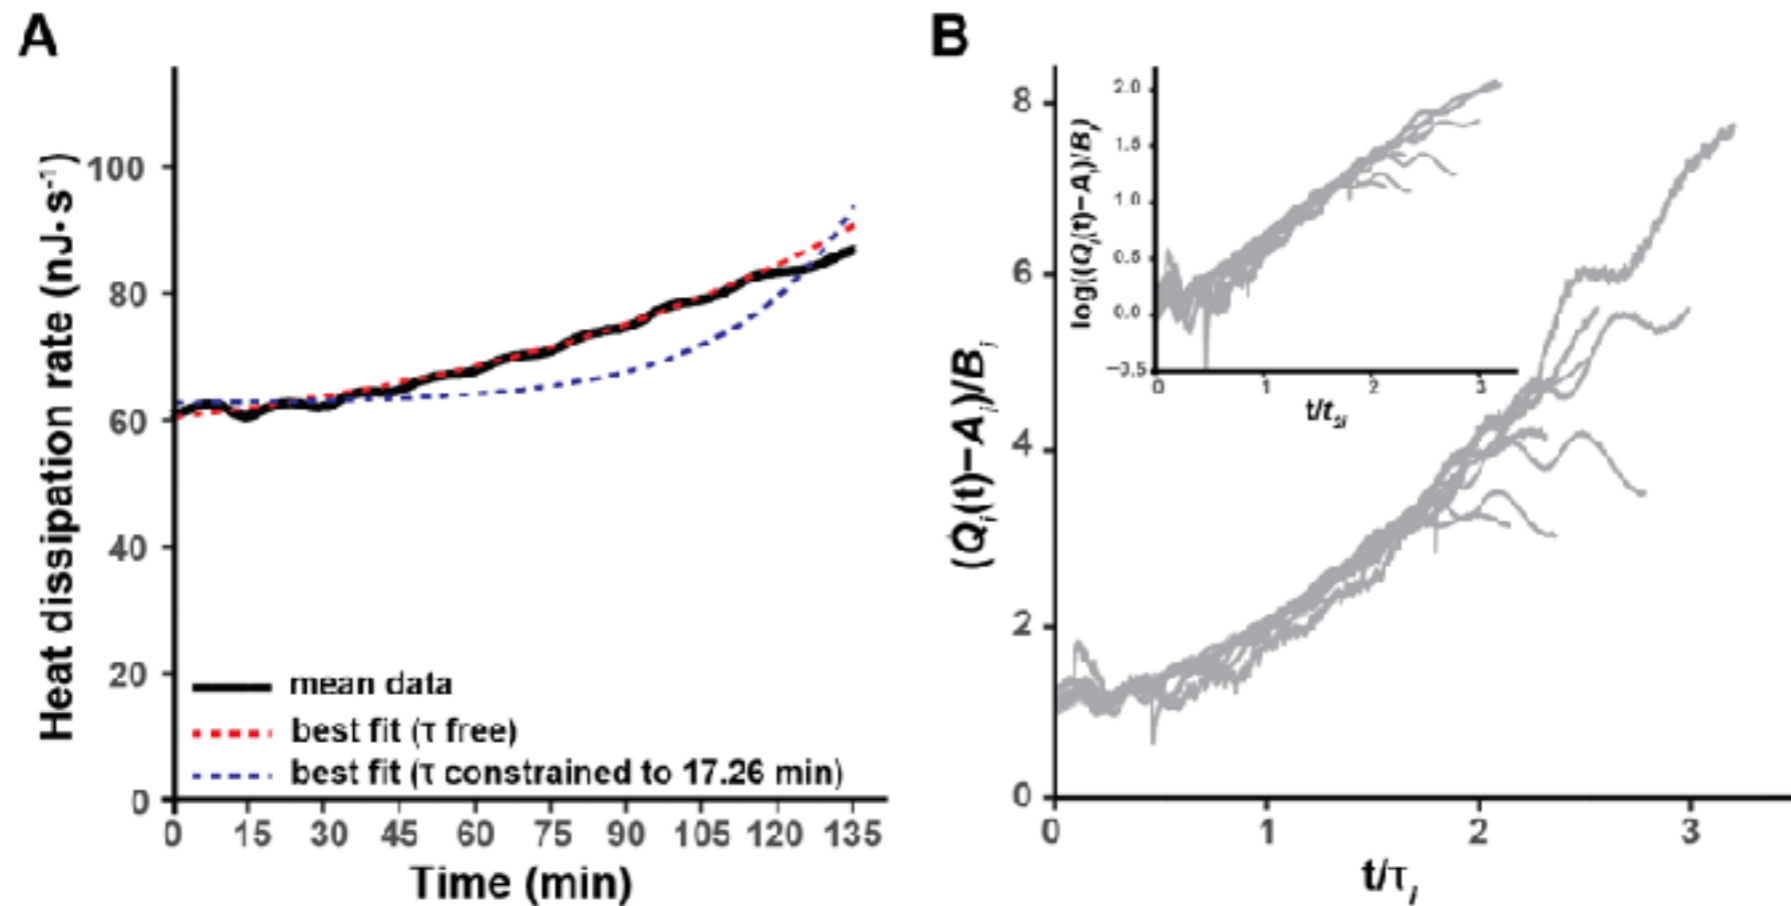 A
Heat dissipation rate (nJ·s⁻¹)
100
80
60
40
20
0
mean data
best fit (τ free)
best fit (τ constrained to 17.26 min)
0 15 30 45 60 75 90 105 120 135
Time (min)
B
(Q̇ᵢ(t)−Aᵢ)/Bᵢ
8
6
4
2
0
0 1 2 3
t/τᵢ
log((Qᵢ(t)−Aᵢ)/Bᵢ)
2.0
1.5
1.0
0.5
0.0
−0.5
0 1 2 3